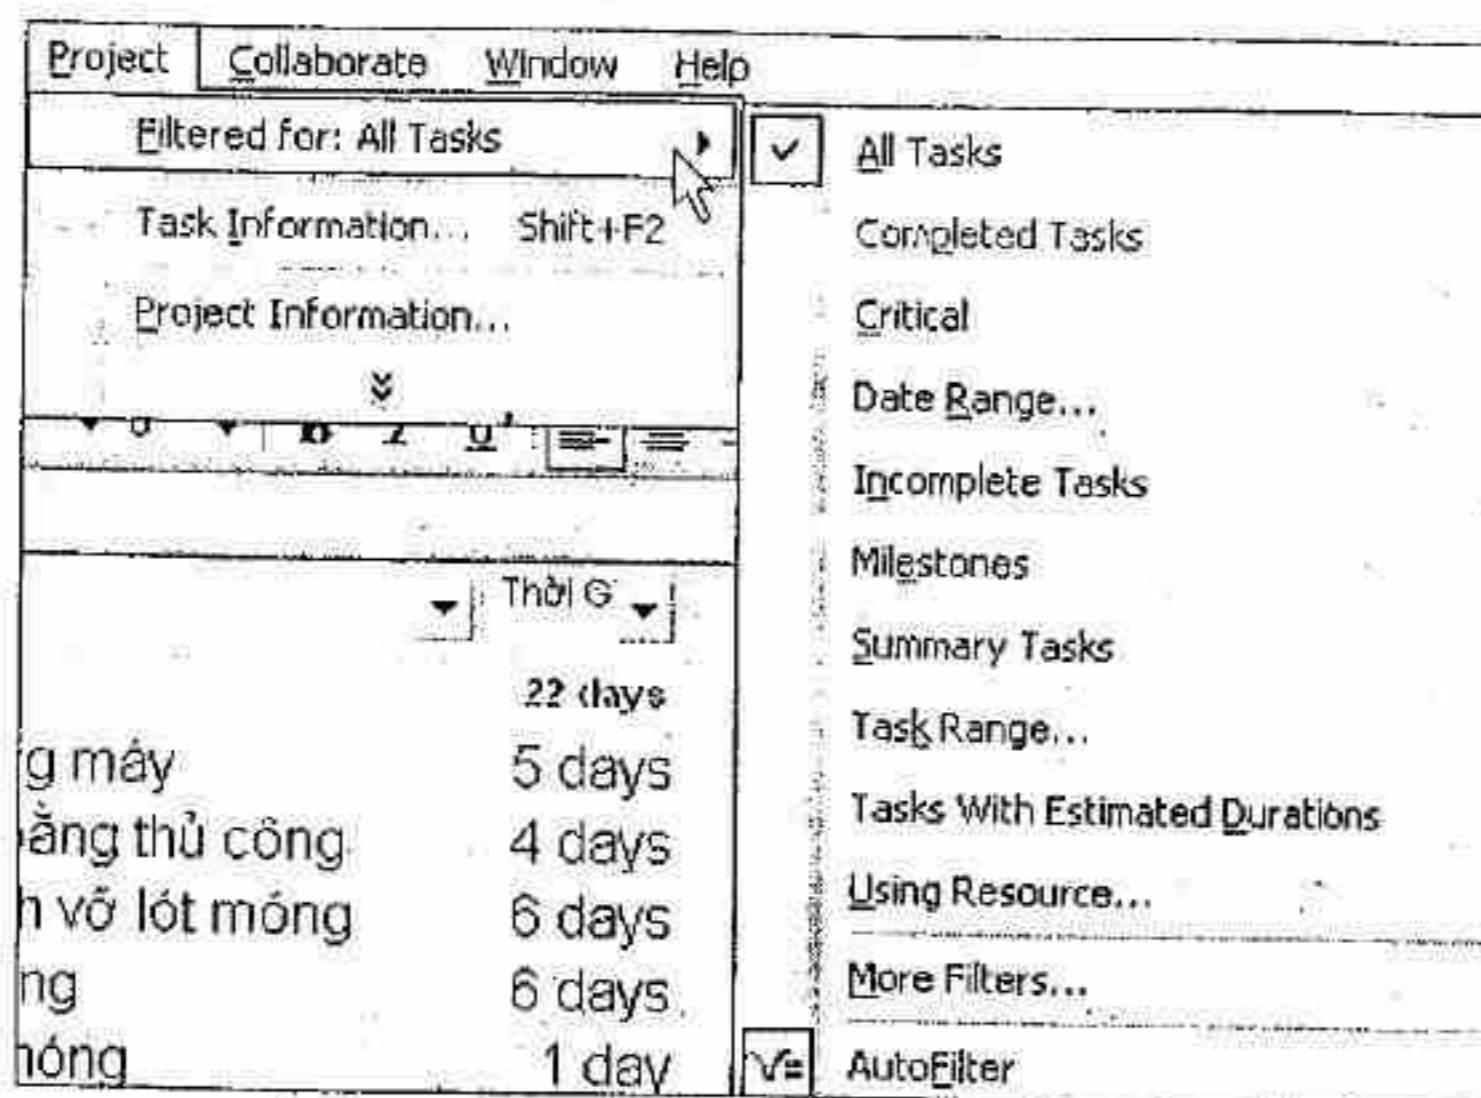 Project Collaborate Window Help
Filtered for: All Tasks
Task Information... Shift+F2
Project Information...
B I U
Thời G
22 days
g máy 5 days
ằng thủ công 4 days
h vỡ lót móng 6 days
ng 6 days
óng 1 day
All Tasks
Completed Tasks
Critical
Date Range...
Incomplete Tasks
Milestones
Summary Tasks
Task Range...
Tasks With Estimated Durations
Using Resource...
More Filters...
AutoFilter